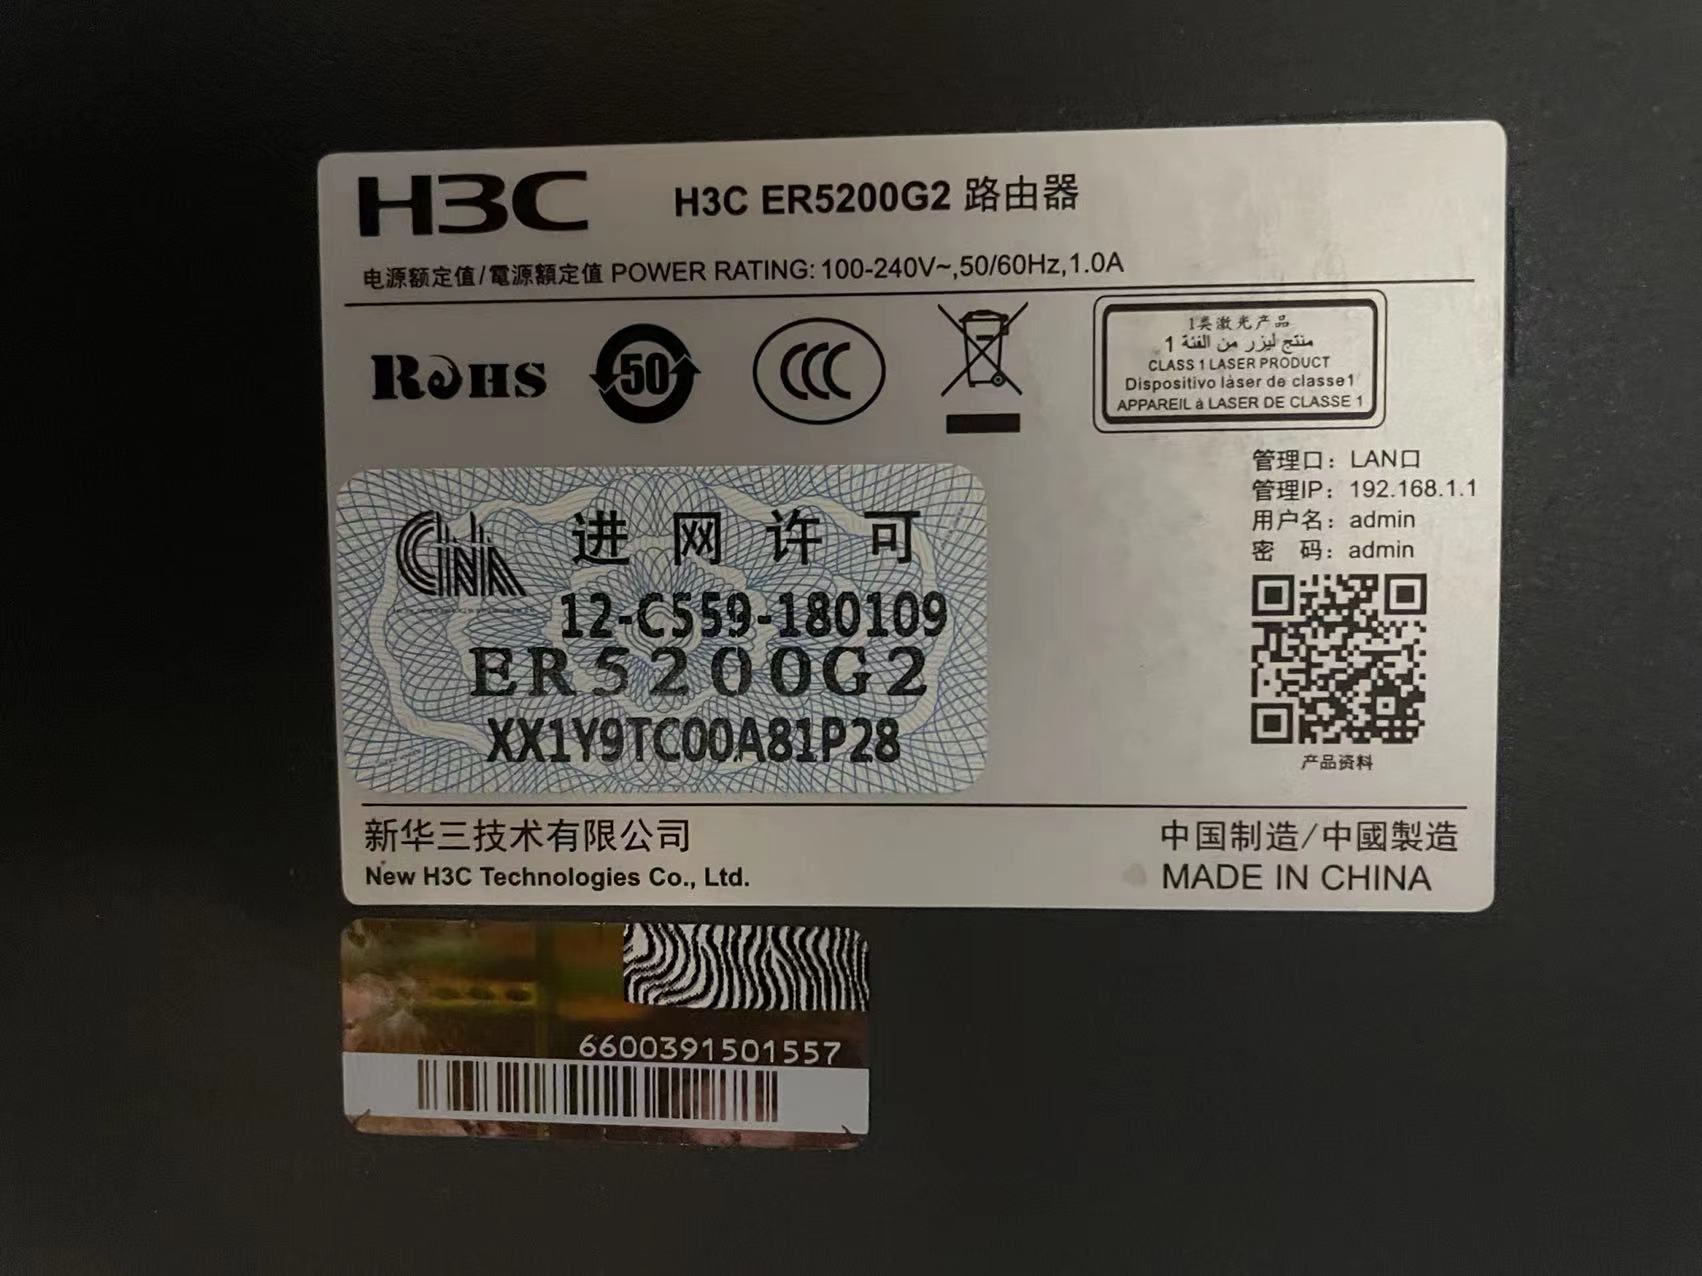 H3C
H3C ER5200G2 路由器
电源额定值/電源額定值 POWER RATING: 100-240V~,50/60Hz,1.0A
RoHS
50
CCC
1类激光产品
منتج ليزر من الفئة 1
CLASS 1 LASER PRODUCT
Dispositivo làser de classe1
APPAREIL à LASER DE CLASSE 1
管理口：LAN口
管理IP：192.168.1.1
用户名：admin
密 码：admin
产品资料
进网许可
12-C559-180109
ER5200G2
XX1Y9TC00A81P28
新华三技术有限公司
New H3C Technologies Co., Ltd.
中国制造/中國製造
MADE IN CHINA
6600391501557